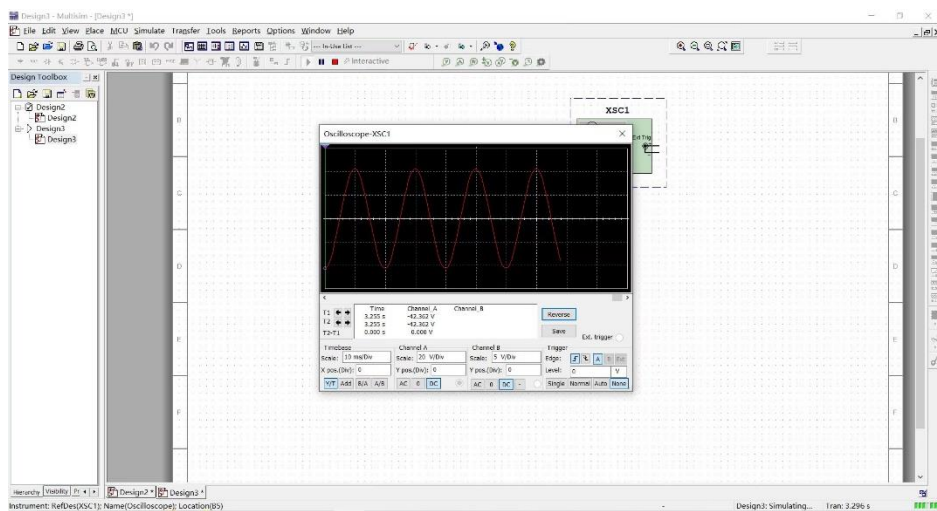 Design3 - Multisim - [Design3 *]
File Edit View Place MCU Simulate Transfer Tools Reports Options Window Help
--- In-Use List ---
Interactive
Design Toolbox
Design2
Design2
Design3
Design3
XSC1
Ext Trig
Oscilloscope-XSC1
Time Channel_A Channel_B
T1 3.255 s -42.362 V
T2 3.255 s -42.362 V
T2-T1 0.000 s 0.000 V
Reverse
Save
Ext. trigger
Timebase Channel A Channel B Trigger
Scale: 10 ms/Div Scale: 20 V/Div Scale: 5 V/Div Edge: A B Ext
X pos.(Div): 0 Y pos.(Div): 0 Y pos.(Div): 0 Level: 0 V
Y/T Add B/A A/B AC 0 DC AC 0 DC - Single Normal Auto None
B
C
D
E
F
Hierarchy Visibility Pr
Design2 * Design3 *
Instrument: RefDes(XSC1); Name(Oscilloscope); Location(B5)
Design3: Simulating... Tran: 3.296 s